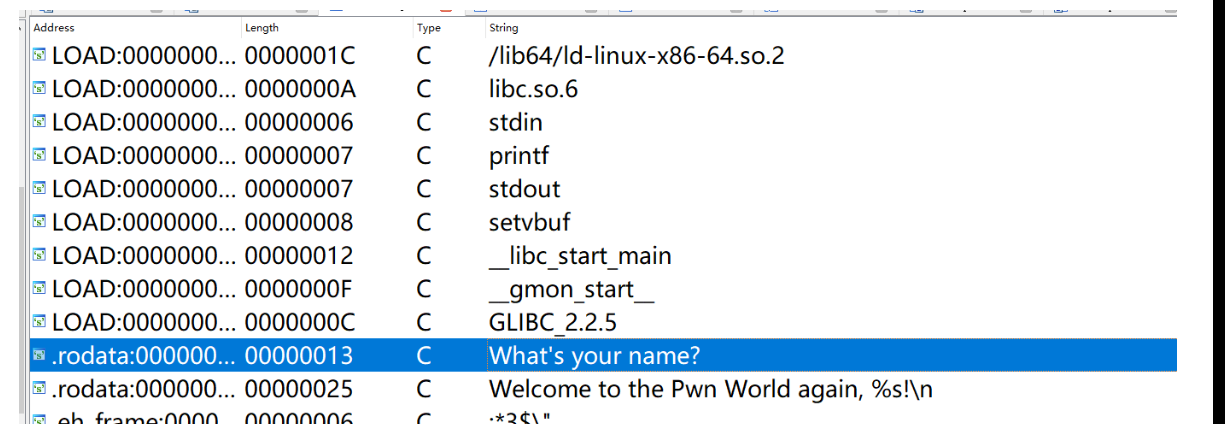 Address Length Type String
LOAD:0000000... 0000001C C /lib64/ld-linux-x86-64.so.2
LOAD:0000000... 0000000A C libc.so.6
LOAD:0000000... 00000006 C stdin
LOAD:0000000... 00000007 C printf
LOAD:0000000... 00000007 C stdout
LOAD:0000000... 00000008 C setvbuf
LOAD:0000000... 00000012 C __libc_start_main
LOAD:0000000... 0000000F C __gmon_start__
LOAD:0000000... 0000000C C GLIBC_2.2.5
.rodata:000000... 00000013 C What's your name?
.rodata:000000... 00000025 C Welcome to the Pwn World again, %s!\n
.eh_frame:0000... 00000006 C ;*3$\"